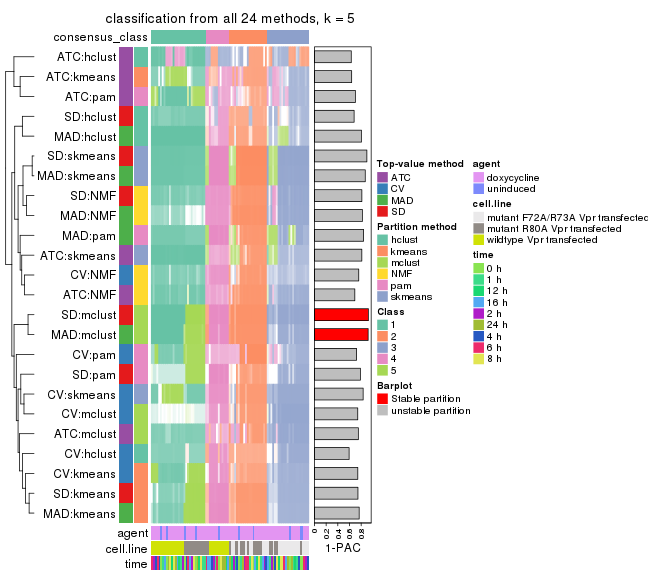 classification from all 24 methods, k = 5
consensus_class
ATC:hclust
ATC:kmeans
ATC:pam
SD:hclust
MAD:hclust
SD:skmeans
MAD:skmeans
SD:NMF
MAD:NMF
MAD:pam
ATC:skmeans
CV:NMF
ATC:NMF
SD:mclust
MAD:mclust
CV:pam
SD:pam
CV:skmeans
CV:mclust
ATC:mclust
CV:hclust
CV:kmeans
SD:kmeans
MAD:kmeans
agent
cell.line
time
0
0.2
0.4
0.6
0.8
1-PAC
Top-value method
ATC
CV
MAD
SD
Partition method
hclust
kmeans
mclust
NMF
pam
skmeans
Class
1
2
3
4
5
Barplot
Stable partition
unstable partition
agent
doxycycline
uninduced
cell.line
mutant F72A/R73A Vpr transfected
mutant R80A Vpr transfected
wildtype Vpr transfected
time
0 h
1 h
12 h
16 h
2 h
24 h
4 h
6 h
8 h